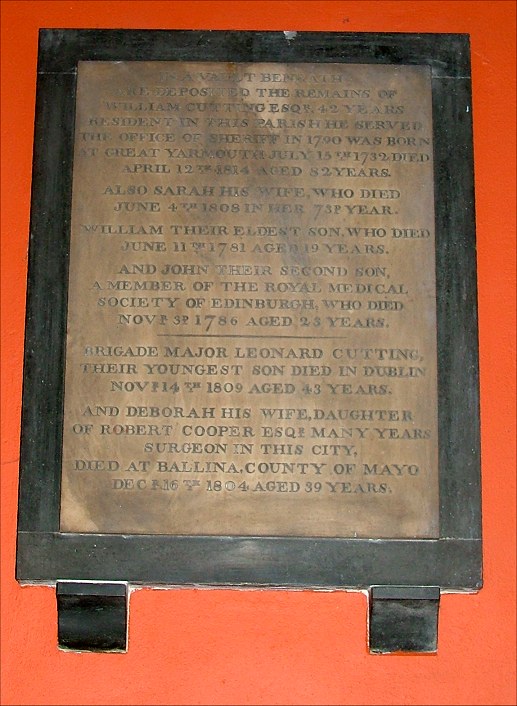 IN A VAULT BENEATH
ARE DEPOSITED THE REMAINS OF
WILLIAM CUTTING ESQR. 42 YEARS
RESIDENT IN THIS PARISH HE SERVED
THE OFFICE OF SHERIFF IN 1790 WAS BORN
AT GREAT YARMOUTH JULY 15TH 1732 DIED
APRIL 12TH 1814 AGED 82 YEARS.
ALSO SARAH HIS WIFE, WHO DIED
JUNE 4TH 1808 IN HER 73D YEAR.
WILLIAM THEIR ELDEST SON, WHO DIED
JUNE 11TH 1781 AGED 19 YEARS.
AND JOHN THEIR SECOND SON,
A MEMBER OF THE ROYAL MEDICAL
SOCIETY OF EDINBURGH, WHO DIED
NOVR. 3D 1786 AGED 23 YEARS.
BRIGADE MAJOR LEONARD CUTTING,
THEIR YOUNGEST SON DIED IN DUBLIN
NOVR. 14TH 1809 AGED 43 YEARS.
AND DEBORAH HIS WIFE, DAUGHTER
OF ROBERT COOPER ESQR. MANY YEARS
SURGEON IN THIS CITY,
DIED AT BALLINA, COUNTY OF MAYO
DECR. 16TH 1804 AGED 39 YEARS.